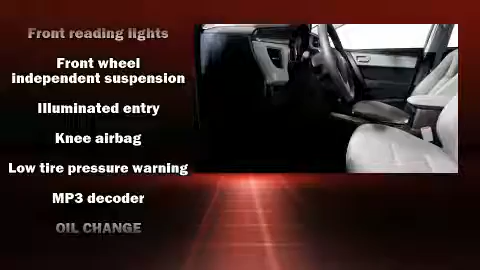 Front reading lights
Front wheel
independent suspension
Illuminated entry
Knee airbag
Low tire pressure warning
MP3 decoder
OIL CHANGE